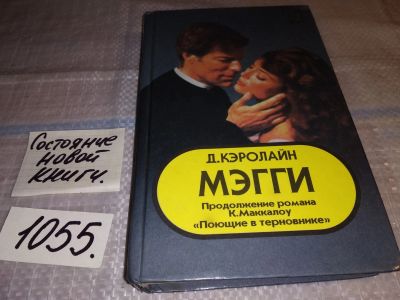 Состояние
новой
книги.
1055.
Д.КЭРОЛАЙН
МЭГГИ
Продолжение романа
К.Маккалоу
«Поющие в терновнике»